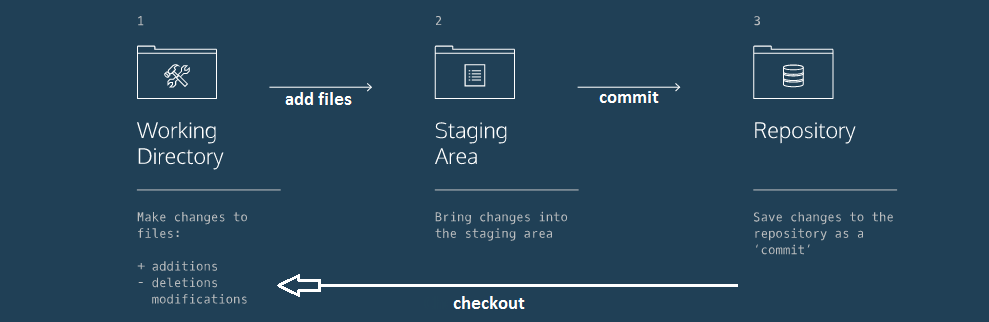 1
2
3
add files
commit
Working
Directory
Staging
Area
Repository
Make changes to
files:
+ additions
- deletions
modifications
Bring changes into
the staging area
Save changes to the
repository as a
'commit'
checkout